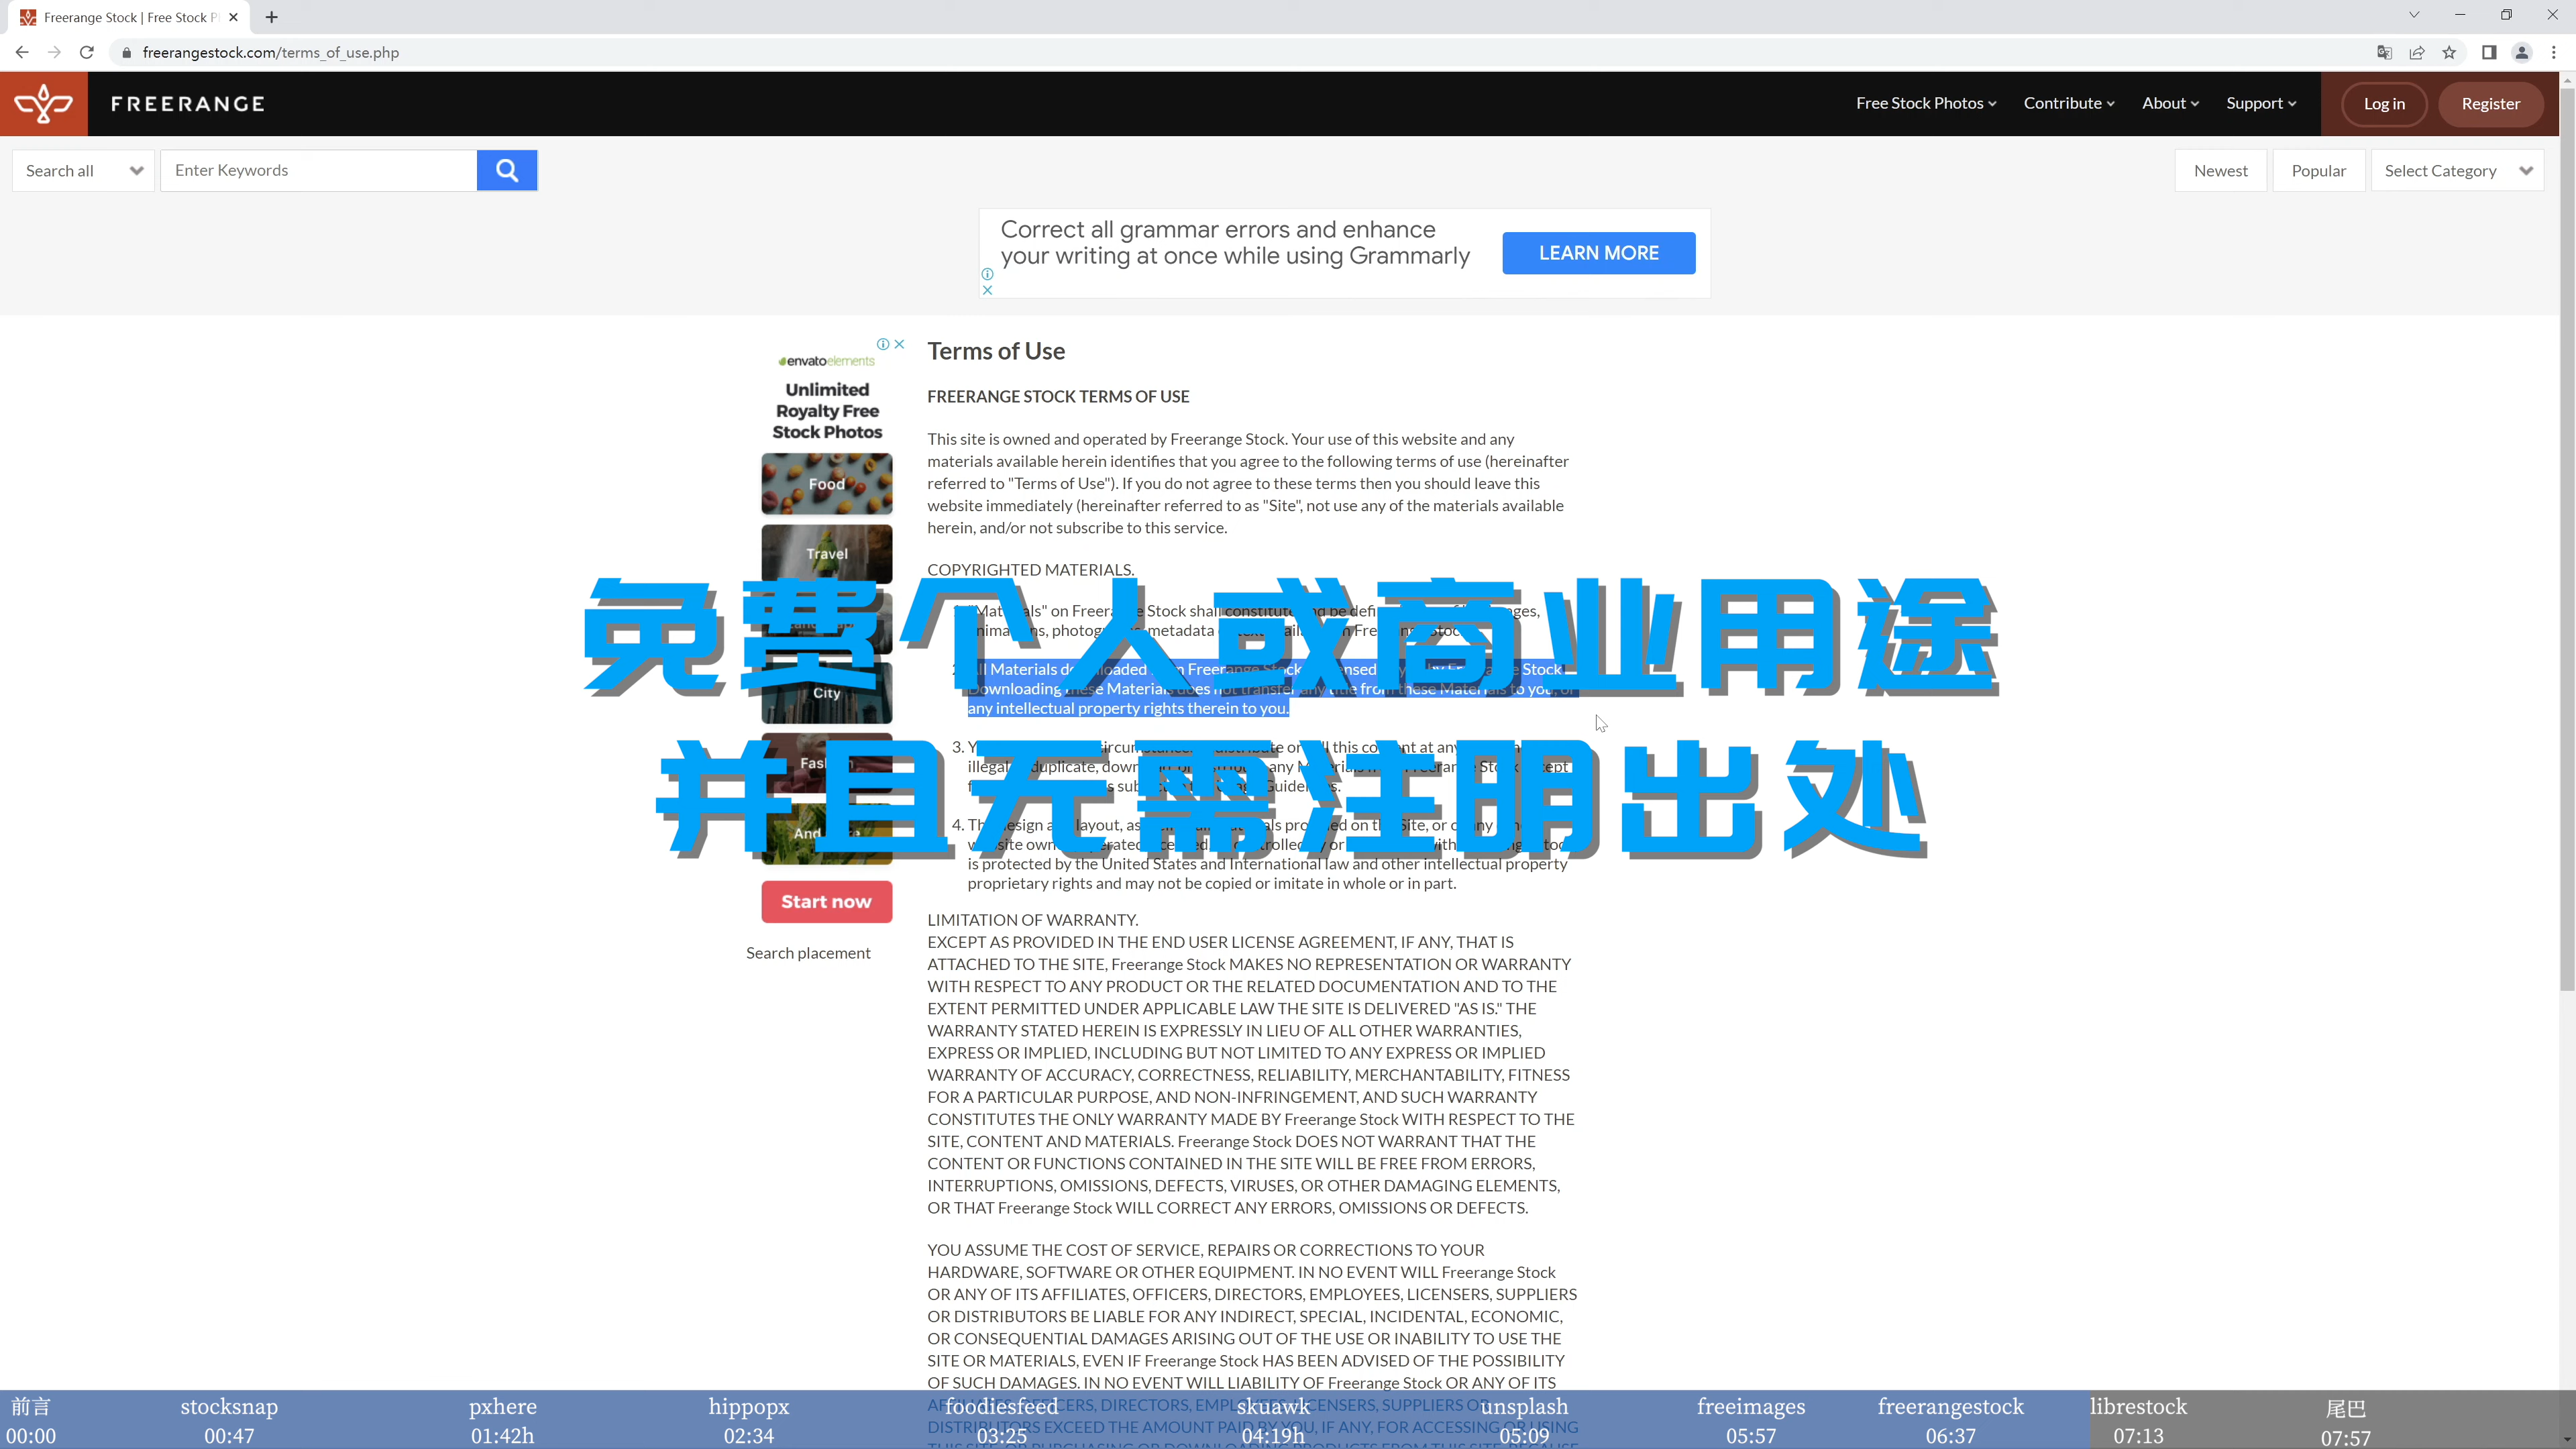 Freerange Stock | Free Stock P
freerangestock.com/terms_of_use.php
FREERANGE
Free Stock Photos
Contribute
About
Support
Log in
Register
Search all
Enter Keywords
Newest
Popular
Select Category
Correct all grammar errors and enhance
your writing at once while using Grammarly
LEARN MORE
envatoelements
Unlimited
Royalty Free
Stock Photos
Food
Travel
City
Start now
Search placement
Terms of Use
FREERANGE STOCK TERMS OF USE
This site is owned and operated by Freerange Stock. Your use of this website and any
materials available herein identifies that you agree to the following terms of use (hereinafter
referred to "Terms of Use"). If you do not agree to these terms then you should leave this
website immediately (hereinafter referred to as "Site", not use any of the materials available
herein, and/or not subscribe to this service.
COPYRIGHTED MATERIALS.
免费个人或商业用途
并且无需注明出处
any intellectual property rights therein to you.
is protected by the United States and International law and other intellectual property
proprietary rights and may not be copied or imitate in whole or in part.
LIMITATION OF WARRANTY.
EXCEPT AS PROVIDED IN THE END USER LICENSE AGREEMENT, IF ANY, THAT IS
ATTACHED TO THE SITE, Freerange Stock MAKES NO REPRESENTATION OR WARRANTY
WITH RESPECT TO ANY PRODUCT OR THE RELATED DOCUMENTATION AND TO THE
EXTENT PERMITTED UNDER APPLICABLE LAW THE SITE IS DELIVERED "AS IS." THE
WARRANTY STATED HEREIN IS EXPRESSLY IN LIEU OF ALL OTHER WARRANTIES,
EXPRESS OR IMPLIED, INCLUDING BUT NOT LIMITED TO ANY EXPRESS OR IMPLIED
WARRANTY OF ACCURACY, CORRECTNESS, RELIABILITY, MERCHANTABILITY, FITNESS
FOR A PARTICULAR PURPOSE, AND NON-INFRINGEMENT, AND SUCH WARRANTY
CONSTITUTES THE ONLY WARRANTY MADE BY Freerange Stock WITH RESPECT TO THE
SITE, CONTENT AND MATERIALS. Freerange Stock DOES NOT WARRANT THAT THE
CONTENT OR FUNCTIONS CONTAINED IN THE SITE WILL BE FREE FROM ERRORS,
INTERRUPTIONS, OMISSIONS, DEFECTS, VIRUSES, OR OTHER DAMAGING ELEMENTS,
OR THAT Freerange Stock WILL CORRECT ANY ERRORS, OMISSIONS OR DEFECTS.
YOU ASSUME THE COST OF SERVICE, REPAIRS OR CORRECTIONS TO YOUR
HARDWARE, SOFTWARE OR OTHER EQUIPMENT. IN NO EVENT WILL Freerange Stock
OR ANY OF ITS AFFILIATES, OFFICERS, DIRECTORS, EMPLOYEES, LICENSERS, SUPPLIERS
OR DISTRIBUTORS BE LIABLE FOR ANY INDIRECT, SPECIAL, INCIDENTAL, ECONOMIC,
OR CONSEQUENTIAL DAMAGES ARISING OUT OF THE USE OR INABILITY TO USE THE
SITE OR MATERIALS, EVEN IF Freerange Stock HAS BEEN ADVISED OF THE POSSIBILITY
OF SUCH DAMAGES. IN NO EVENT WILL LIABILITY OF Freerange Stock OR ANY OF ITS
前言 stocksnap pxhere hippopx foodiesfeed skuawk unsplash freeimages freerangestock librestock 尾巴
00:00 00:47 01:42h 02:34 03:25 04:19h 05:09 05:57 06:37 07:13 07:57